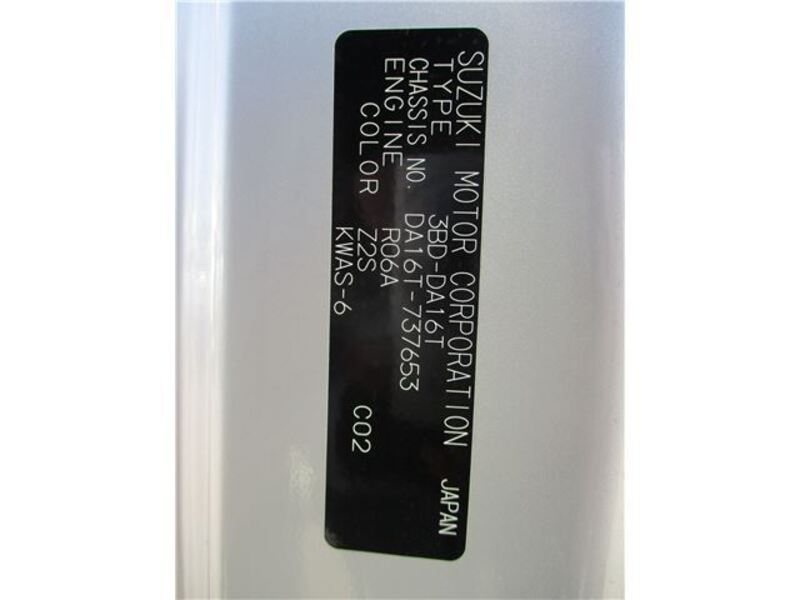 SUZUKI MOTOR CORPORATION JAPAN
TYPE 3BD-DA16T
CHASSIS NO. DA16T-737653
ENGINE R06A
COLOR Z2S C02
KWAS-6